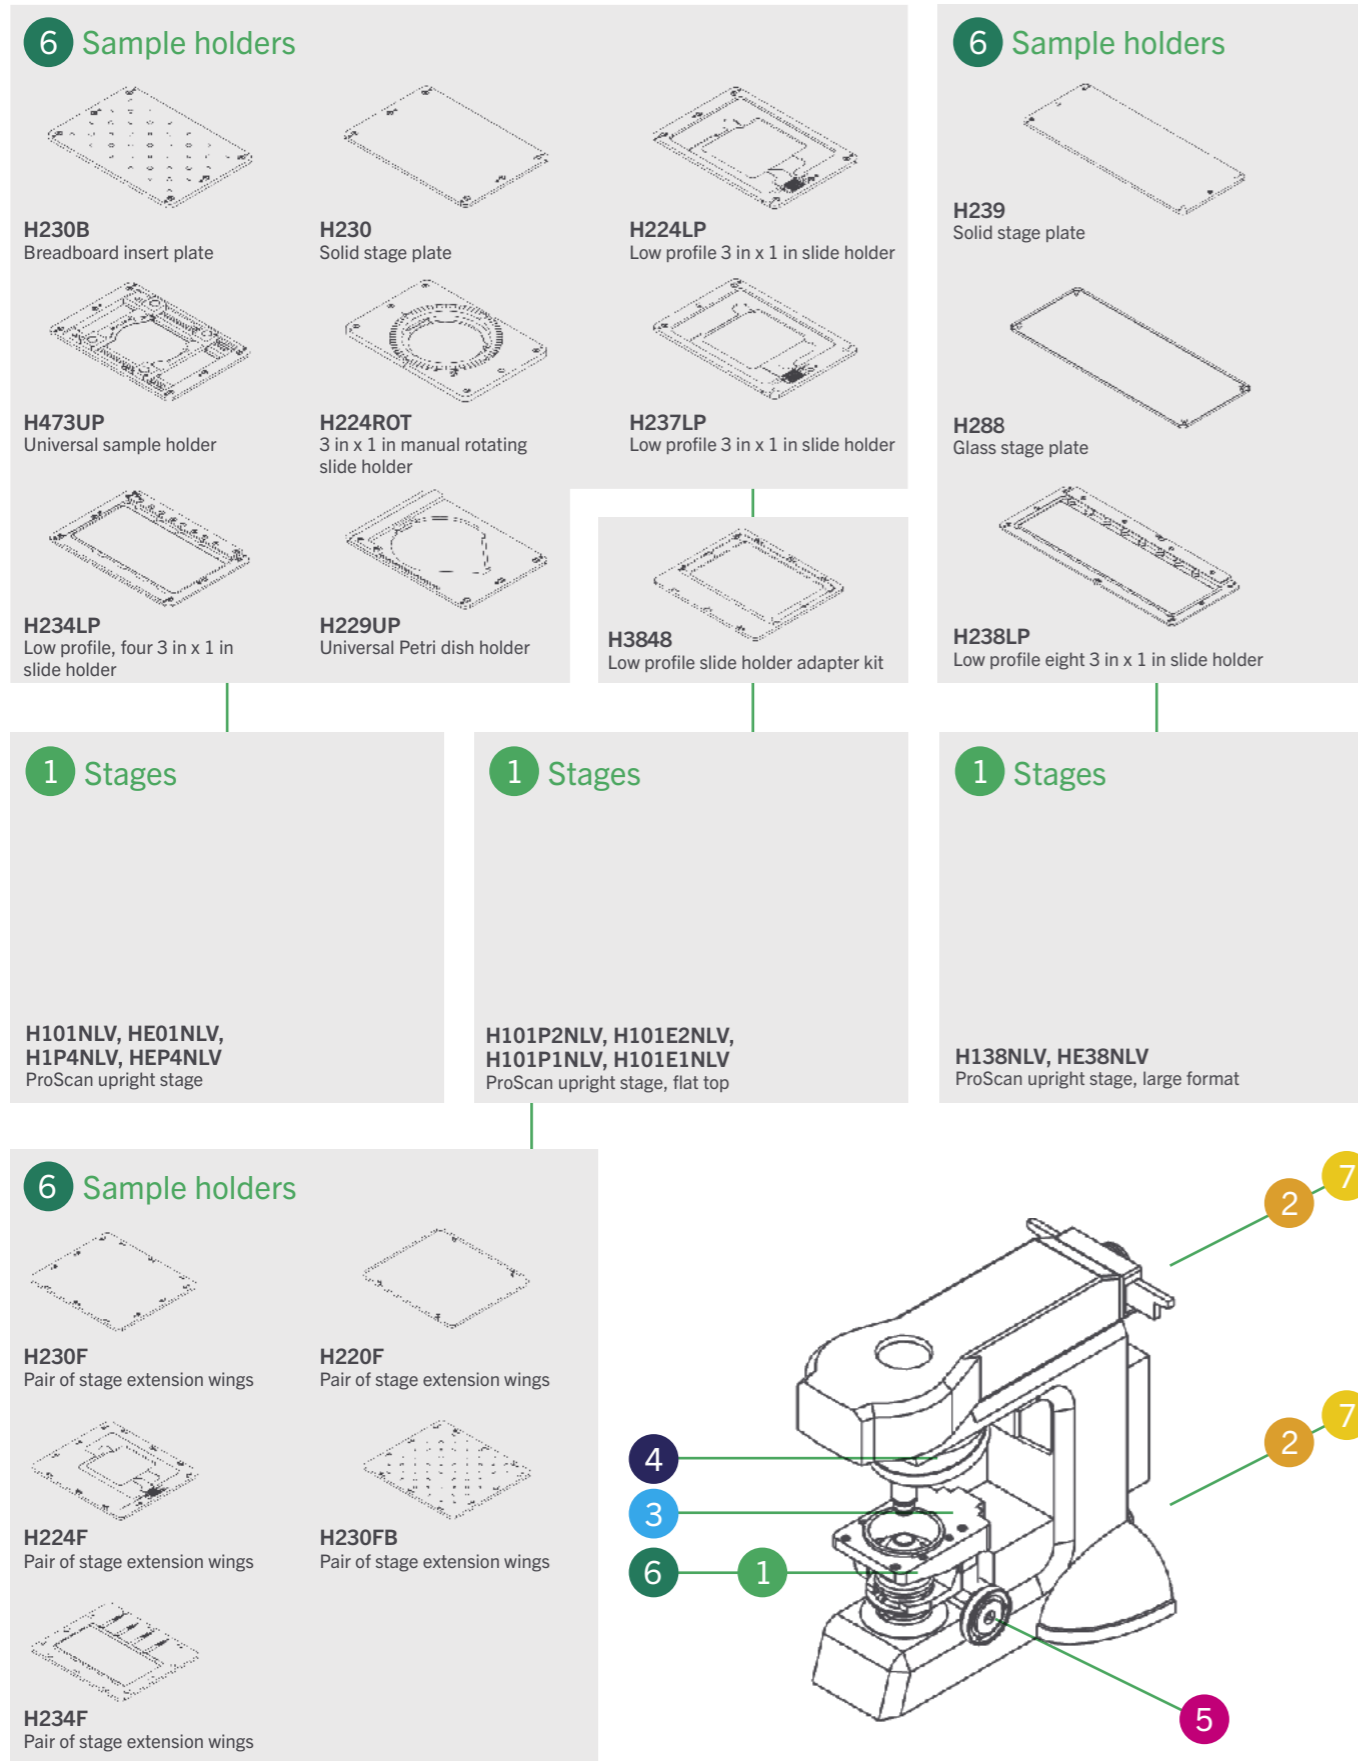 6 Sample holders
H230B
Breadboard insert plate
H230
Solid stage plate
H224LP
Low profile 3 in x 1 in slide holder
H473UP
Universal sample holder
H224ROT
3 in x 1 in manual rotating
slide holder
H237LP
Low profile 3 in x 1 in slide holder
H234LP
Low profile, four 3 in x 1 in
slide holder
H229UP
Universal Petri dish holder
H3848
Low profile slide holder adapter kit
6 Sample holders
H239
Solid stage plate
H288
Glass stage plate
H238LP
Low profile eight 3 in x 1 in slide holder
1 Stages
H101NLV, HE01NLV,
H1P4NLV, HEP4NLV
ProScan upright stage
1 Stages
H101P2NLV, H101E2NLV,
H101P1NLV, H101E1NLV
ProScan upright stage, flat top
1 Stages
H138NLV, HE38NLV
ProScan upright stage, large format
6 Sample holders
H230F
Pair of stage extension wings
H220F
Pair of stage extension wings
H224F
Pair of stage extension wings
H230FB
Pair of stage extension wings
H234F
Pair of stage extension wings
7
2
7
2
4
3
6
1
5